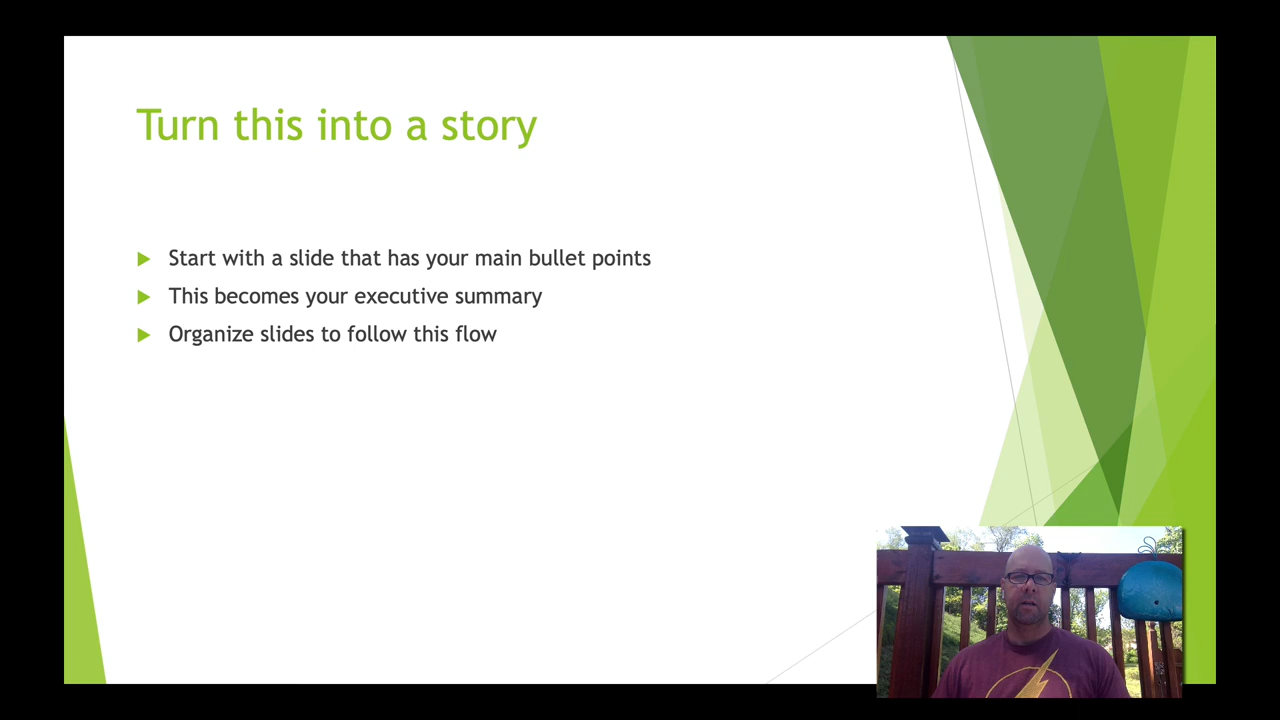 Turn this into a story
Start with a slide that has your main bullet points
This becomes your executive summary
Organize slides to follow this flow